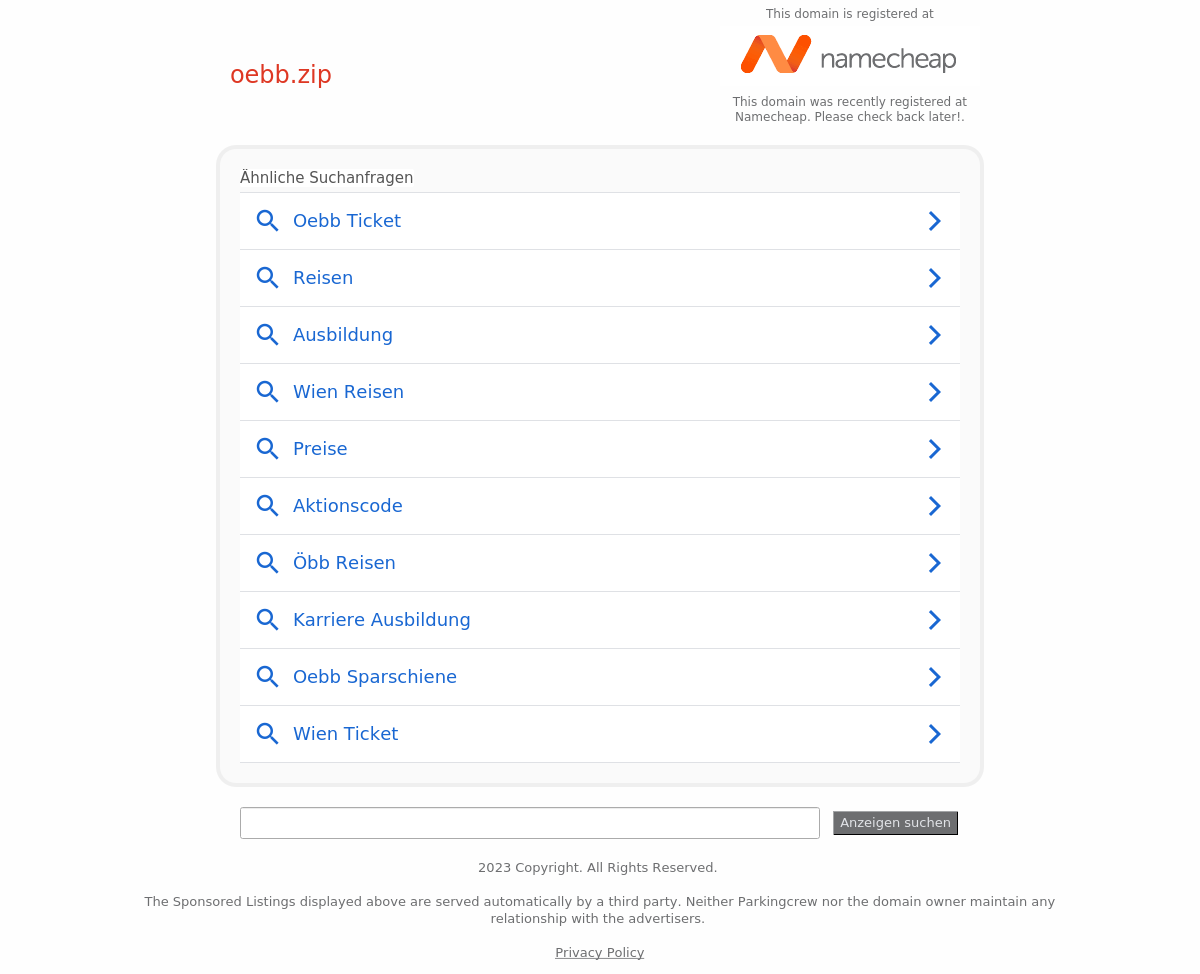 This domain is registered at
namecheap
oebb.zip
This domain was recently registered at
Namecheap. Please check back later!.
Ähnliche Suchanfragen
Oebb Ticket
Reisen
Ausbildung
Wien Reisen
Preise
Aktionscode
Öbb Reisen
Karriere Ausbildung
Oebb Sparschiene
Wien Ticket
Anzeigen suchen
2023 Copyright. All Rights Reserved.
The Sponsored Listings displayed above are served automatically by a third party. Neither Parkingcrew nor the domain owner maintain any
relationship with the advertisers.
Privacy Policy